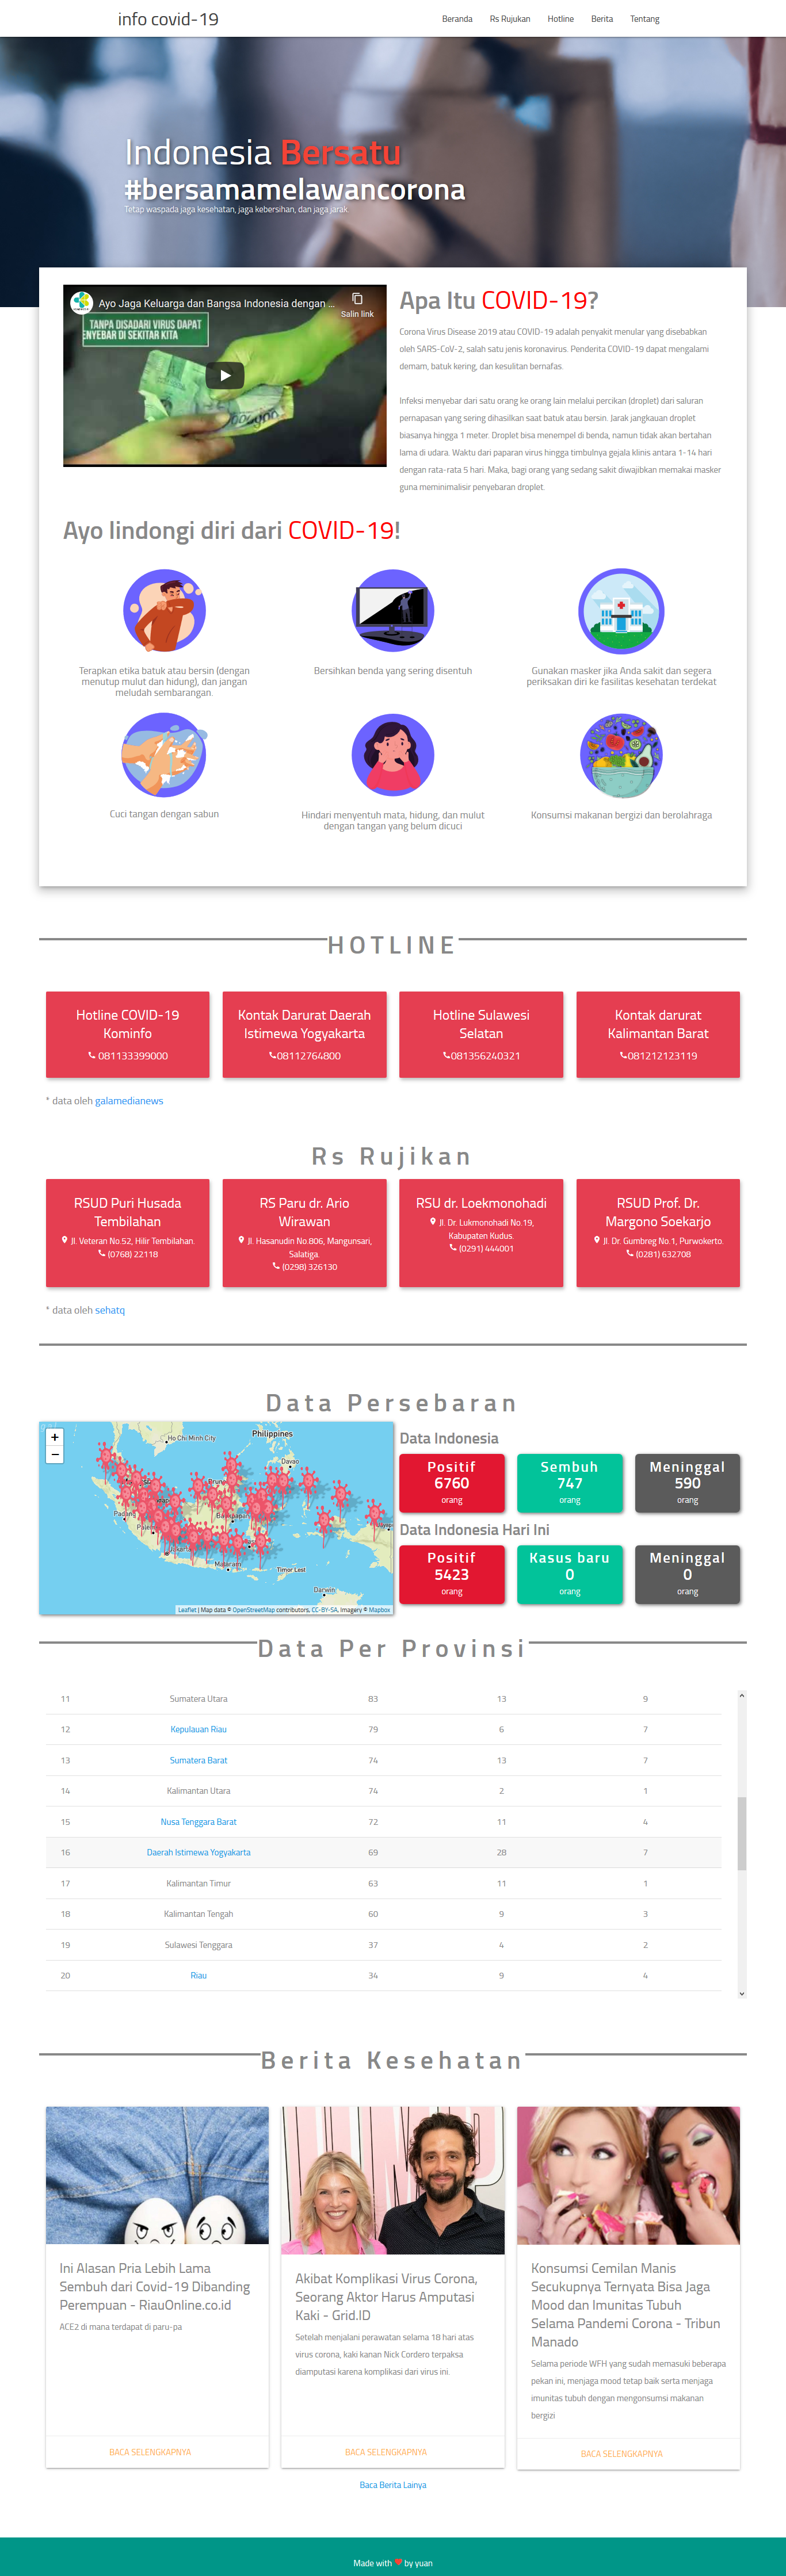 info covid-19
Beranda Rs Rujukan Hotline Berita Tentang
Indonesia Bersatu
#bersamamelawancorona
Tetap waspada jaga kesehatan, jaga kebersihan, dan jaga jarak.
Ayo Jaga Keluarga dan Bangsa Indonesia dengan ...
Salin link
TANPA DISADARI VIRUS DAPAT
ENYEBAR DI SEKITAR KITA
Apa Itu COVID-19?
Corona Virus Disease 2019 atau COVID-19 adalah penyakit menular yang disebabkan
oleh SARS-CoV-2, salah satu jenis koronavirus. Penderita COVID-19 dapat mengalami
demam, batuk kering, dan kesulitan bernafas.
Infeksi menyebar dari satu orang ke orang lain melalui percikan (droplet) dari saluran
pernapasan yang sering dihasilkan saat batuk atau bersin. Jarak jangkauan droplet
biasanya hingga 1 meter. Droplet bisa menempel di benda, namun tidak akan bertahan
lama di udara. Waktu dari paparan virus hingga timbulnya gejala klinis antara 1-14 hari
dengan rata-rata 5 hari. Maka, bagi orang yang sedang sakit diwajibkan memakai masker
guna meminimalisir penyebaran droplet.
Ayo lindongi diri dari COVID-19!
Terapkan etika batuk atau bersin (dengan
menutup mulut dan hidung), dan jangan
meludah sembarangan.
Bersihkan benda yang sering disentuh
Gunakan masker jika Anda sakit dan segera
periksakan diri ke fasilitas kesehatan terdekat
Cuci tangan dengan sabun
Hindari menyentuh mata, hidung, dan mulut
dengan tangan yang belum dicuci
Konsumsi makanan bergizi dan berolahraga
HOTLINE
Hotline COVID-19
Kominfo
081133399000
Kontak Darurat Daerah
Istimewa Yogyakarta
08112764800
Hotline Sulawesi
Selatan
081356240321
Kontak darurat
Kalimantan Barat
081212123119
* data oleh galamedianews
Rs Rujikan
RSUD Puri Husada
Tembilahan
Jl. Veteran No.52, Hilir Tembilahan.
(0768) 22118
RS Paru dr. Ario
Wirawan
Jl. Hasanudin No.806, Mangunsari,
Salatiga.
(0298) 326130
RSU dr. Loekmonohadi
Jl. Dr. Lukmonohadi No.19,
Kabupaten Kudus.
(0291) 444001
RSUD Prof. Dr.
Margono Soekarjo
Jl. Dr. Gumbreg No.1, Purwokerto.
(0281) 632708
* data oleh sehatq
Data Persebaran
+
−
Ho Chi Minh City
Philippines
Davao
Padang
Mataram
Timor Lest
Darwin
Leaflet | Map data © OpenStreetMap contributors, CC-BY-SA, Imagery © Mapbox
Data Indonesia
Positif
6760
orang
Sembuh
747
orang
Meninggal
590
orang
Data Indonesia Hari Ini
Positif
5423
orang
Kasus baru
0
orang
Meninggal
0
orang
Data Per Provinsi
11 Sumatera Utara 83 13 9
12 Kepulauan Riau 79 6 7
13 Sumatera Barat 74 13 7
14 Kalimantan Utara 74 2 1
15 Nusa Tenggara Barat 72 11 4
16 Daerah Istimewa Yogyakarta 69 28 7
17 Kalimantan Timur 63 11 1
18 Kalimantan Tengah 60 9 3
19 Sulawesi Tenggara 37 4 2
20 Riau 34 9 4
Berita Kesehatan
Ini Alasan Pria Lebih Lama
Sembuh dari Covid-19 Dibanding
Perempuan - RiauOnline.co.id
ACE2 di mana terdapat di paru-pa
BACA SELENGKAPNYA
Akibat Komplikasi Virus Corona,
Seorang Aktor Harus Amputasi
Kaki - Grid.ID
Setelah menjalani perawatan selama 18 hari atas
virus corona, kaki kanan Nick Cordero terpaksa
diamputasi karena komplikasi dari virus ini.
BACA SELENGKAPNYA
Konsumsi Cemilan Manis
Secukupnya Ternyata Bisa Jaga
Mood dan Imunitas Tubuh
Selama Pandemi Corona - Tribun
Manado
Selama periode WFH yang sudah memasuki beberapa
pekan ini, menjaga mood tetap baik serta menjaga
imunitas tubuh dengan mengonsumsi makanan
bergizi
BACA SELENGKAPNYA
Baca Berita Lainya
Made with ❤ by yuan